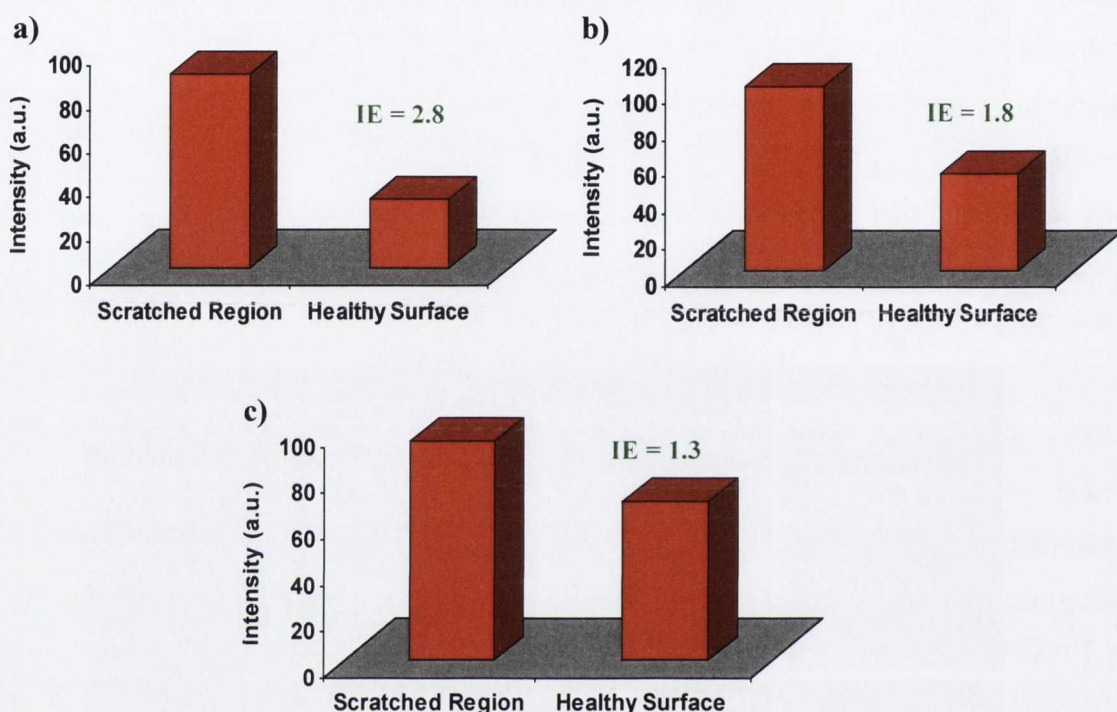 a)
Intensity (a.u.)
100
80
60
40
20
0
IE = 2.8
Scratched Region Healthy Surface
b)
Intensity (a.u.)
120
100
80
60
40
20
0
IE = 1.8
Scratched Region Healthy Surface
c)
Intensity (a.u.)
100
80
60
40
20
0
IE = 1.3
Scratched Region Healthy Surface